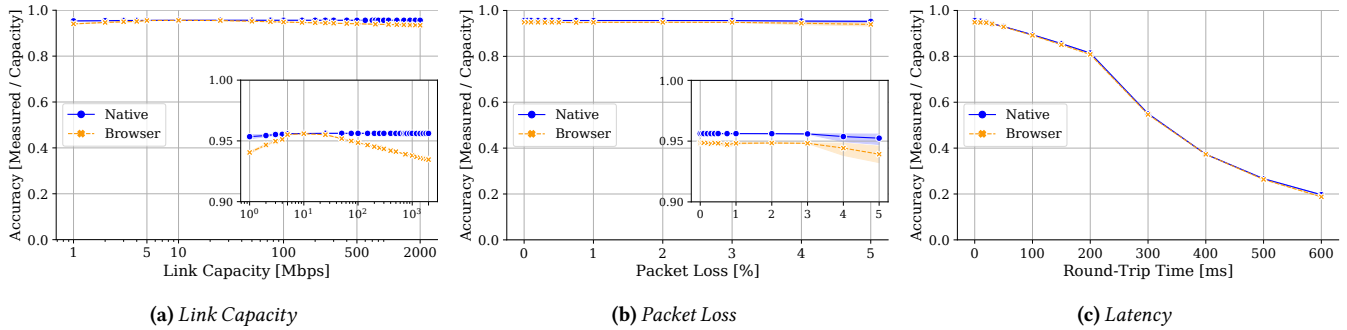 Accuracy [Measured / Capacity]
1.0
0.8
0.6
0.4
0.2
0.0
Native
Browser
1.00
0.95
0.90
10⁰ 10¹ 10² 10³
1 5 10 50 100 500 2000
Link Capacity [Mbps]
(a) Link Capacity
Accuracy [Measured / Capacity]
1.0
0.8
0.6
0.4
0.2
0.0
Native
Browser
1.00
0.95
0.90
0 1 2 3 4 5
0 1 2 3 4 5
Packet Loss [%]
(b) Packet Loss
Accuracy [Measured / Capacity]
1.0
0.8
0.6
0.4
0.2
0.0
Native
Browser
0 100 200 300 400 500 600
Round-Trip Time [ms]
(c) Latency